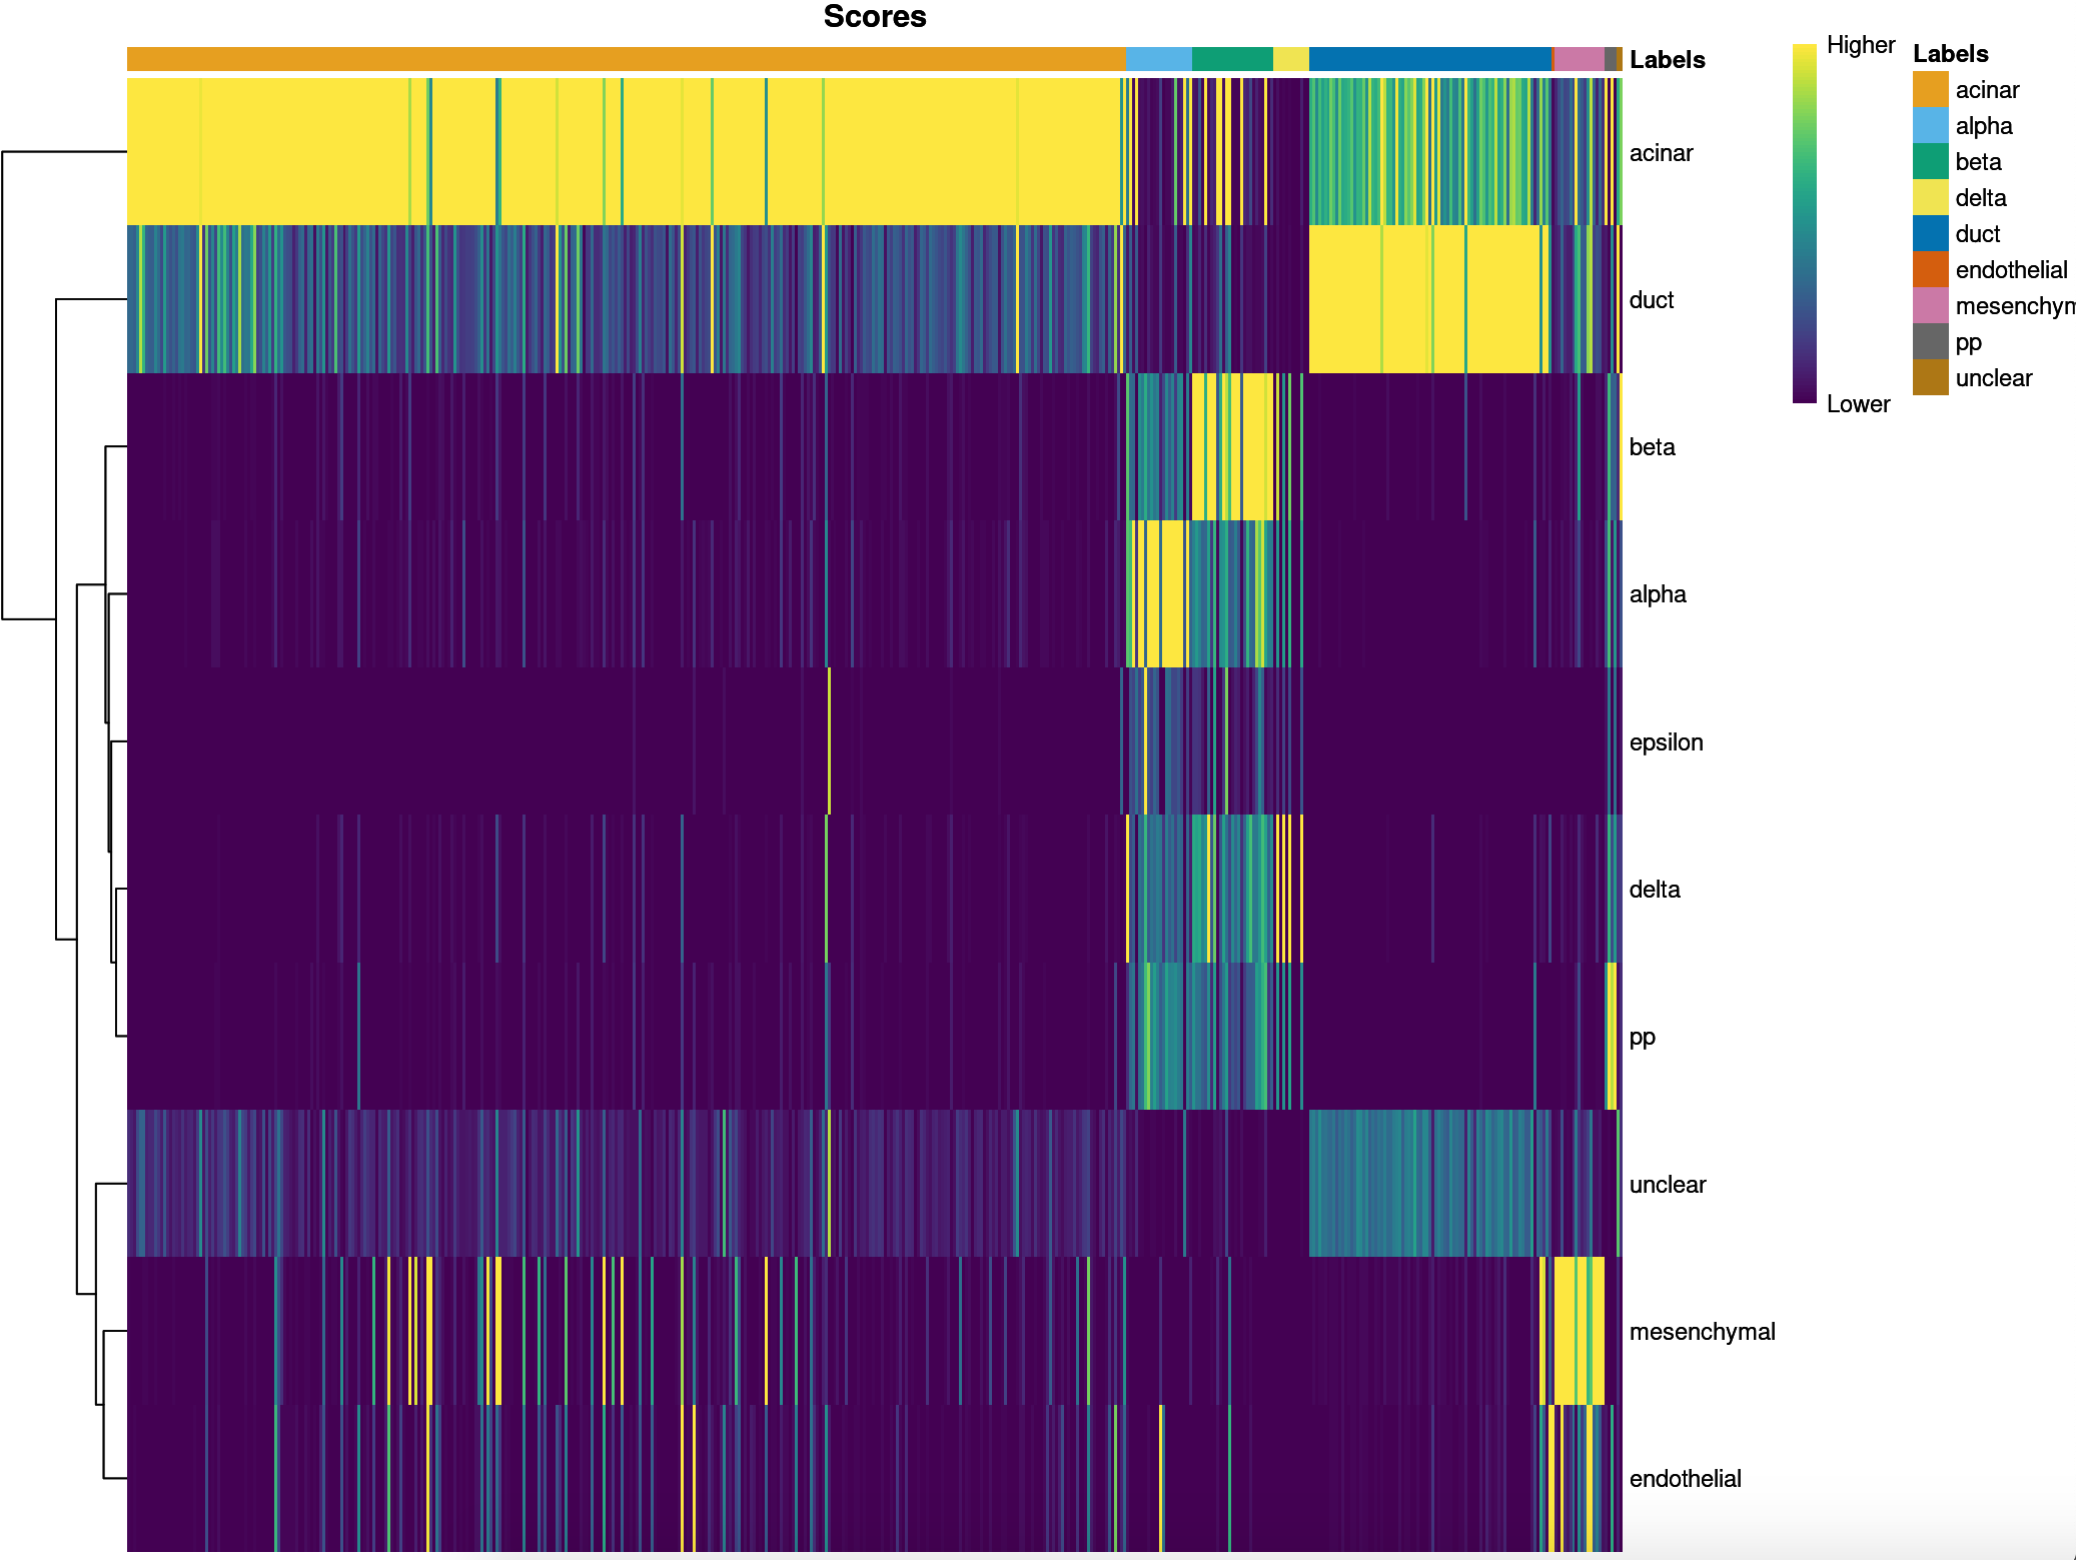 Scores
Labels
acinar
duct
beta
alpha
epsilon
delta
pp
unclear
mesenchymal
endothelial
Higher
Lower
Labels
acinar
alpha
beta
delta
duct
endothelial
mesenchym
pp
unclear